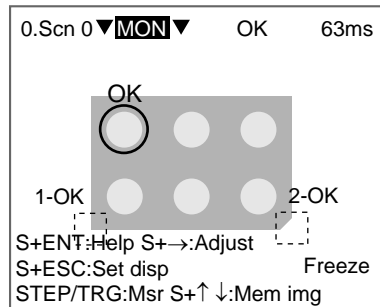 0.Scn 0▼MON▼ OK 63ms
OK
1-OK 2-OK
S+ENT:Help S+→:Adjust
S+ESC:Set disp Freeze
STEP/TRG:Msr S+↑↓:Mem img